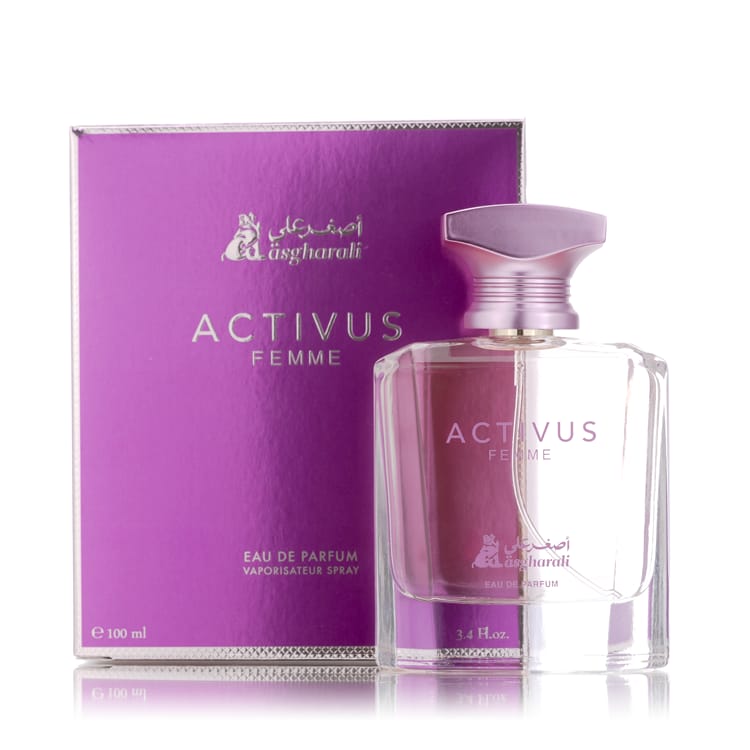 أصغر علي
asgharali
ACTIVUS
FEMME
EAU DE PARFUM
VAPORISATEUR SPRAY
℮ 100 ml
ACTIVUS
FEMME
أصغر علي
asgharali
EAU DE PARFUM
3.4 Fl.oz.